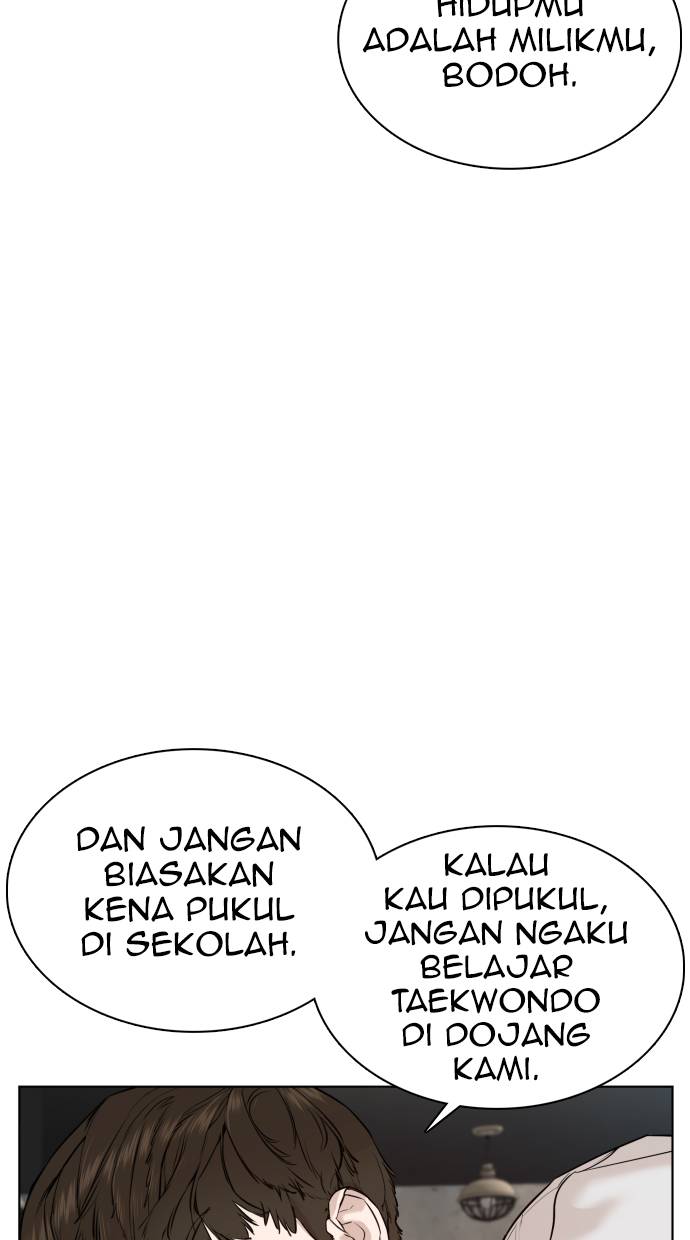 HIDUPMU
ADALAH MILIKMU,
BODOH.
DAN JANGAN
BIASAKAN
KENA PUKUL
DI SEKOLAH.
KALAU
KAU DIPUKUL,
JANGAN NGAKU
BELAJAR
TAEKWONDO
DI DOJANG
KAMI.